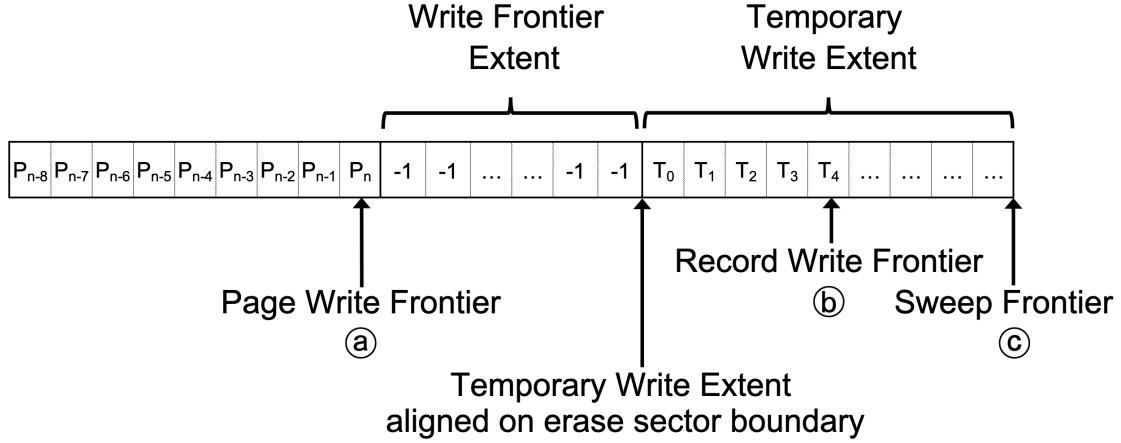 Write Frontier
Extent
Temporary
Write Extent
Pn-8 Pn-7 Pn-6 Pn-5 Pn-4 Pn-3 Pn-2 Pn-1 Pn -1 -1 ... ... -1 -1 T0 T1 T2 T3 T4 ... ... ... ...
Record Write Frontier
ⓑ
Page Write Frontier
ⓐ
Sweep Frontier
ⓒ
Temporary Write Extent
aligned on erase sector boundary